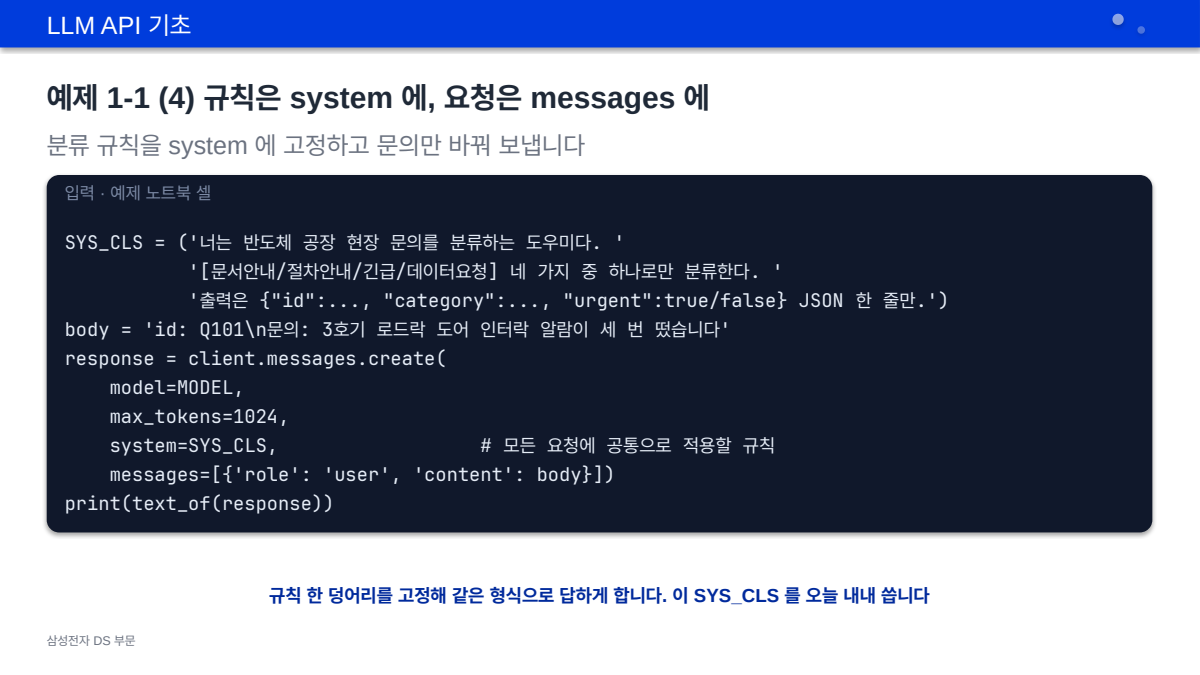 LLM API 기초
예제 1-1 (4) 규칙은 system 에, 요청은 messages 에
분류 규칙을 system 에 고정하고 문의만 바꿔 보냅니다
입력 · 예제 노트북 셀
SYS_CLS = ('너는 반도체 공장 현장 문의를 분류하는 도우미다. '
           '[문서안내/절차안내/긴급/데이터요청] 네 가지 중 하나로만 분류한다. '
           '출력은 {"id":..., "category":..., "urgent":true/false} JSON 한 줄만.')
body = 'id: Q101\n문의: 3호기 로드락 도어 인터락 알람이 세 번 떴습니다'
response = client.messages.create(
    model=MODEL,
    max_tokens=1024,
    system=SYS_CLS,                  # 모든 요청에 공통으로 적용할 규칙
    messages=[{'role': 'user', 'content': body}])
print(text_of(response))
규칙 한 덩어리를 고정해 같은 형식으로 답하게 합니다. 이 SYS_CLS 를 오늘 내내 씁니다
삼성전자 DS 부문